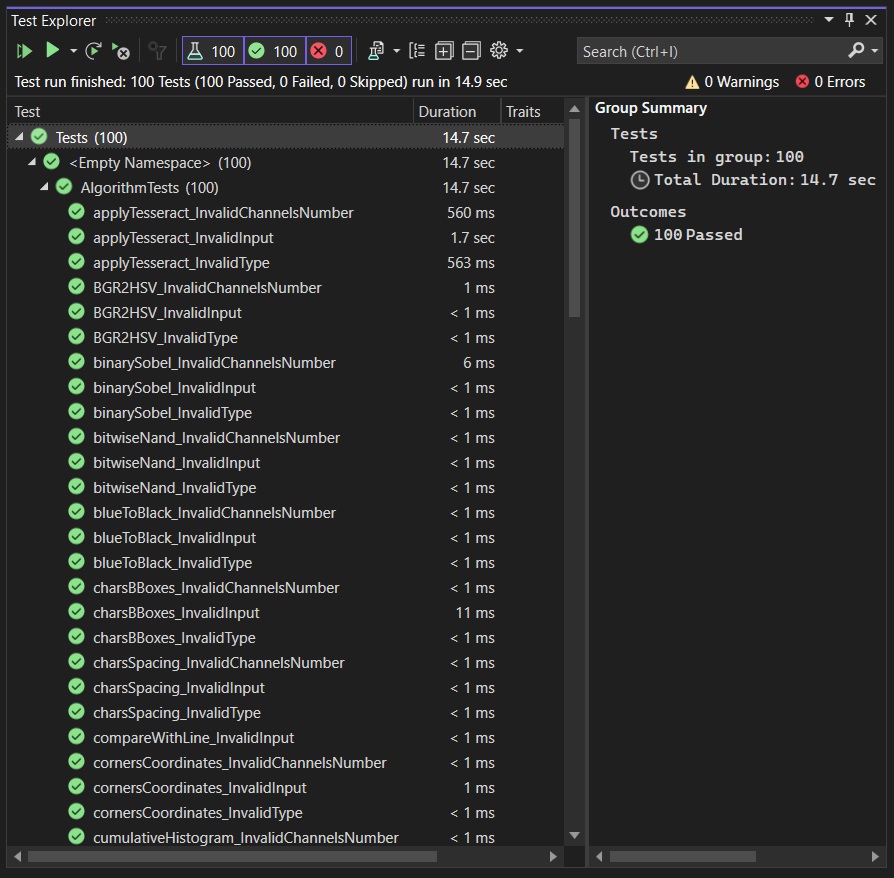 Test Explorer
100 100 0
Search (Ctrl+I)
Test run finished: 100 Tests (100 Passed, 0 Failed, 0 Skipped) run in 14.9 sec 0 Warnings 0 Errors
Test Duration Traits
Tests (100) 14.7 sec
<Empty Namespace> (100) 14.7 sec
AlgorithmTests (100) 14.7 sec
applyTesseract_InvalidChannelsNumber 560 ms
applyTesseract_InvalidInput 1.7 sec
applyTesseract_InvalidType 563 ms
BGR2HSV_InvalidChannelsNumber 1 ms
BGR2HSV_InvalidInput < 1 ms
BGR2HSV_InvalidType < 1 ms
binarySobel_InvalidChannelsNumber 6 ms
binarySobel_InvalidInput < 1 ms
binarySobel_InvalidType < 1 ms
bitwiseNand_InvalidChannelsNumber < 1 ms
bitwiseNand_InvalidInput < 1 ms
bitwiseNand_InvalidType < 1 ms
blueToBlack_InvalidChannelsNumber < 1 ms
blueToBlack_InvalidInput < 1 ms
blueToBlack_InvalidType < 1 ms
charsBBoxes_InvalidChannelsNumber < 1 ms
charsBBoxes_InvalidInput 11 ms
charsBBoxes_InvalidType < 1 ms
charsSpacing_InvalidChannelsNumber < 1 ms
charsSpacing_InvalidInput < 1 ms
charsSpacing_InvalidType < 1 ms
compareWithLine_InvalidInput < 1 ms
cornersCoordinates_InvalidChannelsNumber < 1 ms
cornersCoordinates_InvalidInput 1 ms
cornersCoordinates_InvalidType < 1 ms
cumulativeHistogram_InvalidChannelsNumber < 1 ms
Group Summary
Tests
Tests in group: 100
Total Duration: 14.7 sec
Outcomes
100 Passed